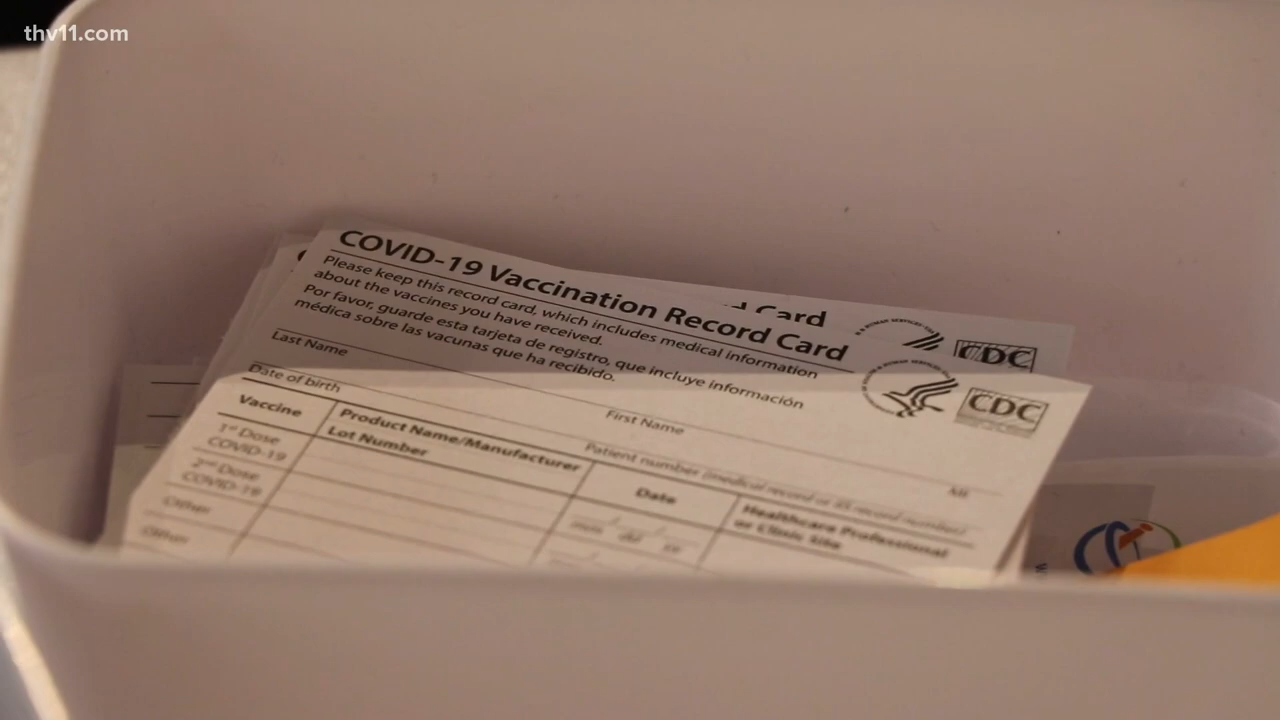 thv11.com
d Card
COVID-19 Vaccination Record Card
Please keep this record card, which includes medical information
about the vaccines you have received.
Por favor, guarde esta tarjeta de registro, que incluye información
médica sobre las vacunas que ha recibido.
CDC
CDC
Last Name
First Name
MI
Date of birth
Patient number (medical record or IIS record number)
Vaccine
Product Name/Manufacturer
Lot Number
Date
Healthcare Professional
or Clinic Site
1st Dose
COVID-19
2nd Dose
COVID-19
mm dd yy
Other
Other